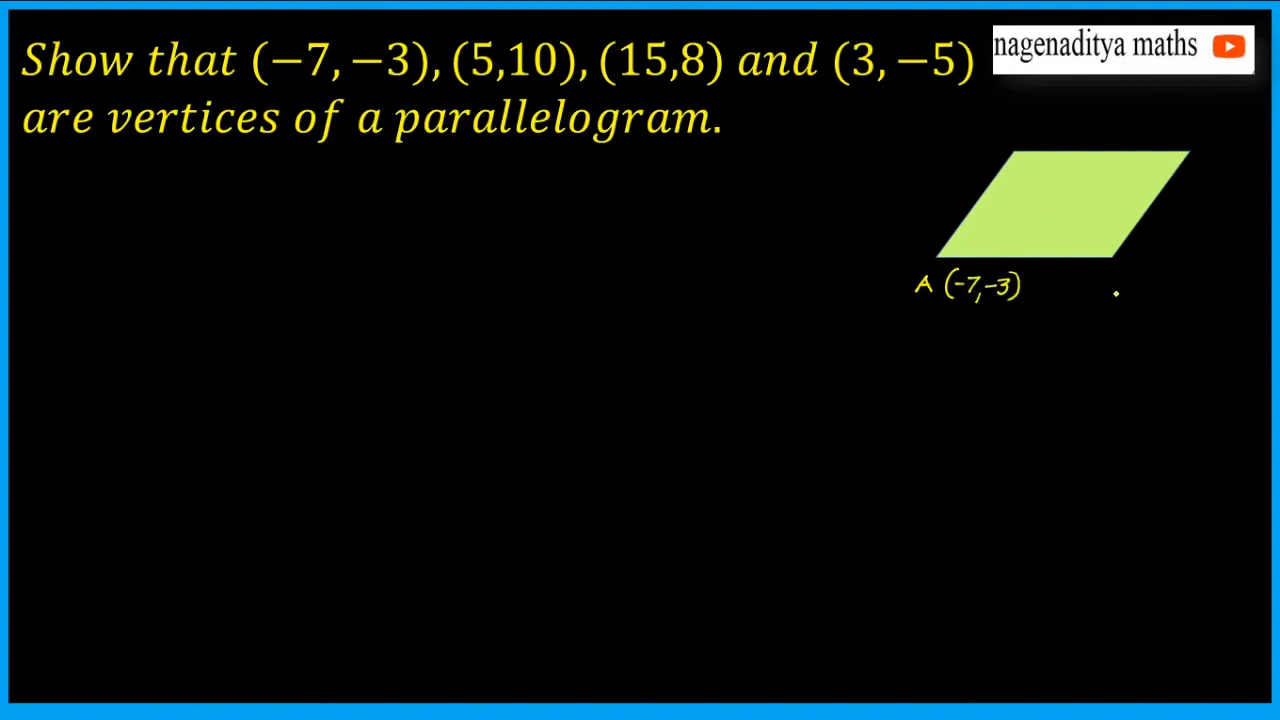 Show that (−7, −3), (5,10), (15,8) and (3, −5)
are vertices of a parallelogram.
nagenaditya maths
A (-7,-3)